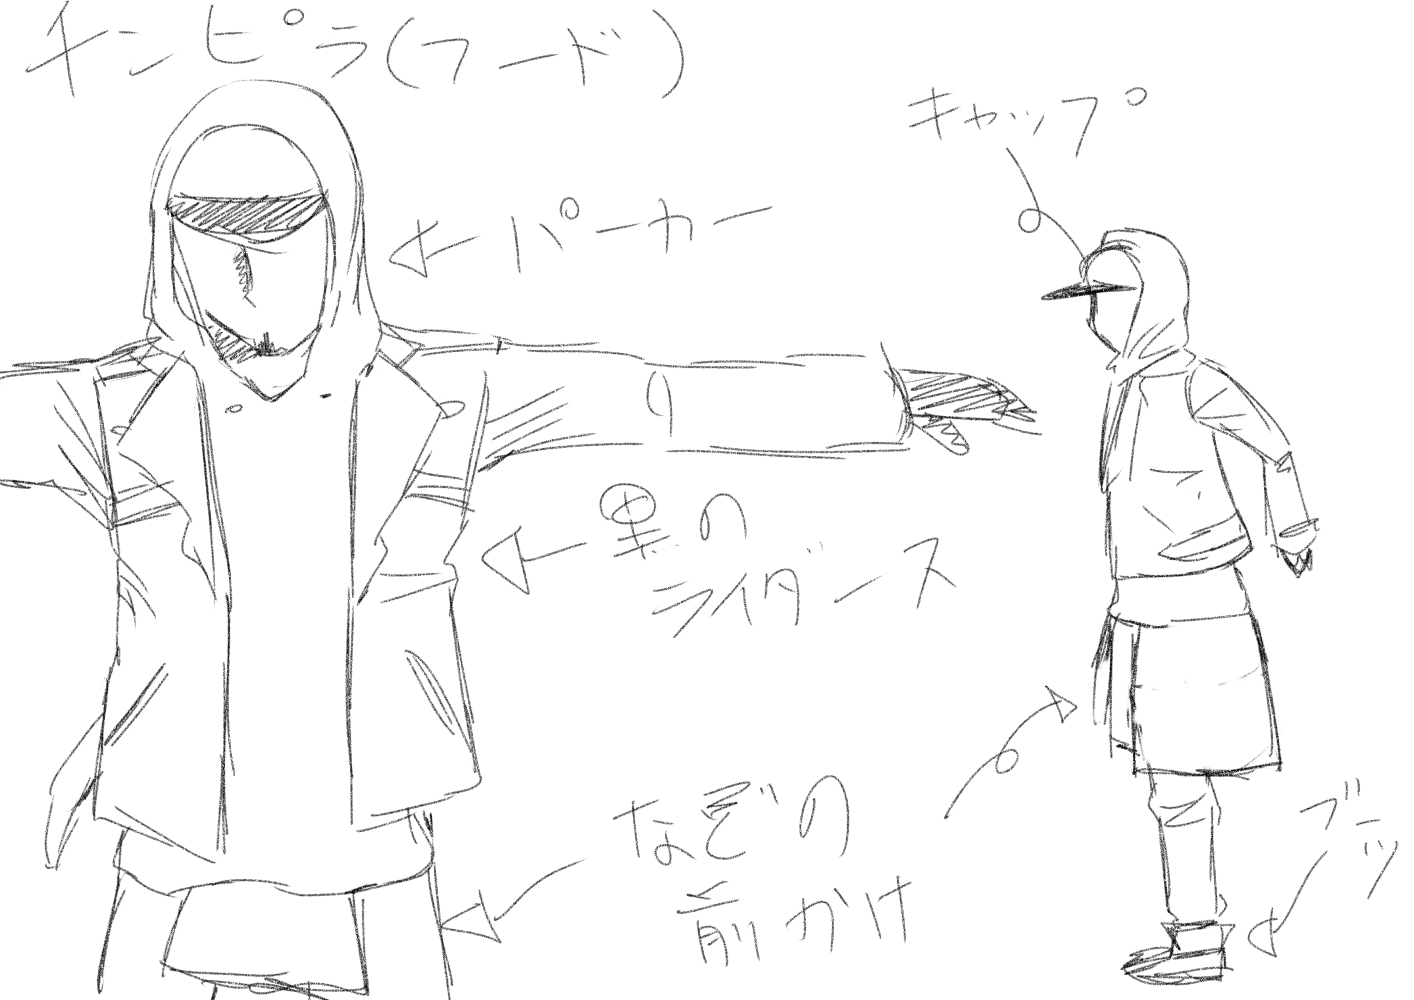 チンピラ(フード)
キャップ
パーカー
黒の
ライダース
なぞの
前かけ
ブーツ